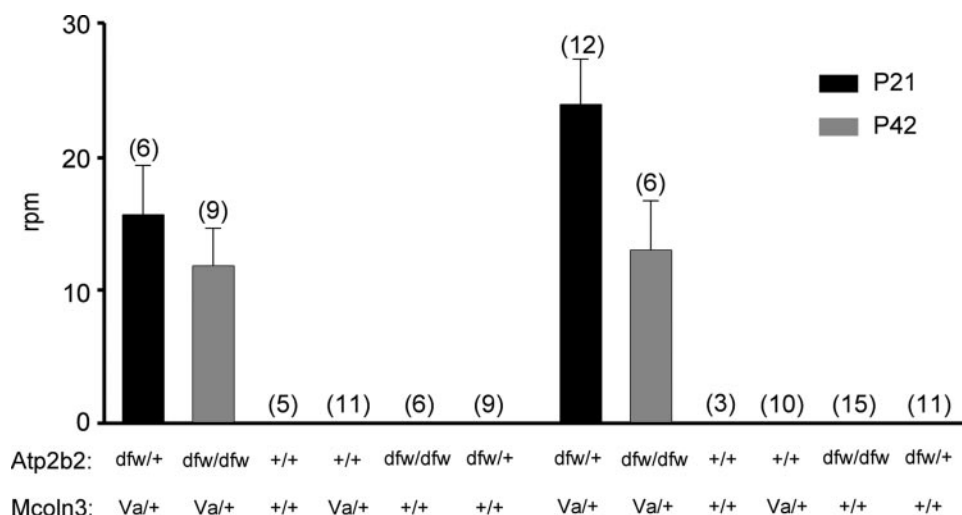 30
(12)
P21
P42
(6)
20
(9)
(6)
rpm
10
0
(5) (11) (6) (9) (3) (10) (15) (11)
Atp2b2: dfw/+ dfw/dfw +/+ +/+ dfw/dfw dfw/+ dfw/+ dfw/dfw +/+ +/+ dfw/dfw dfw/+
Mcoln3: Va/+ Va/+ +/+ Va/+ +/+ +/+ Va/+ Va/+ +/+ Va/+ +/+ +/+